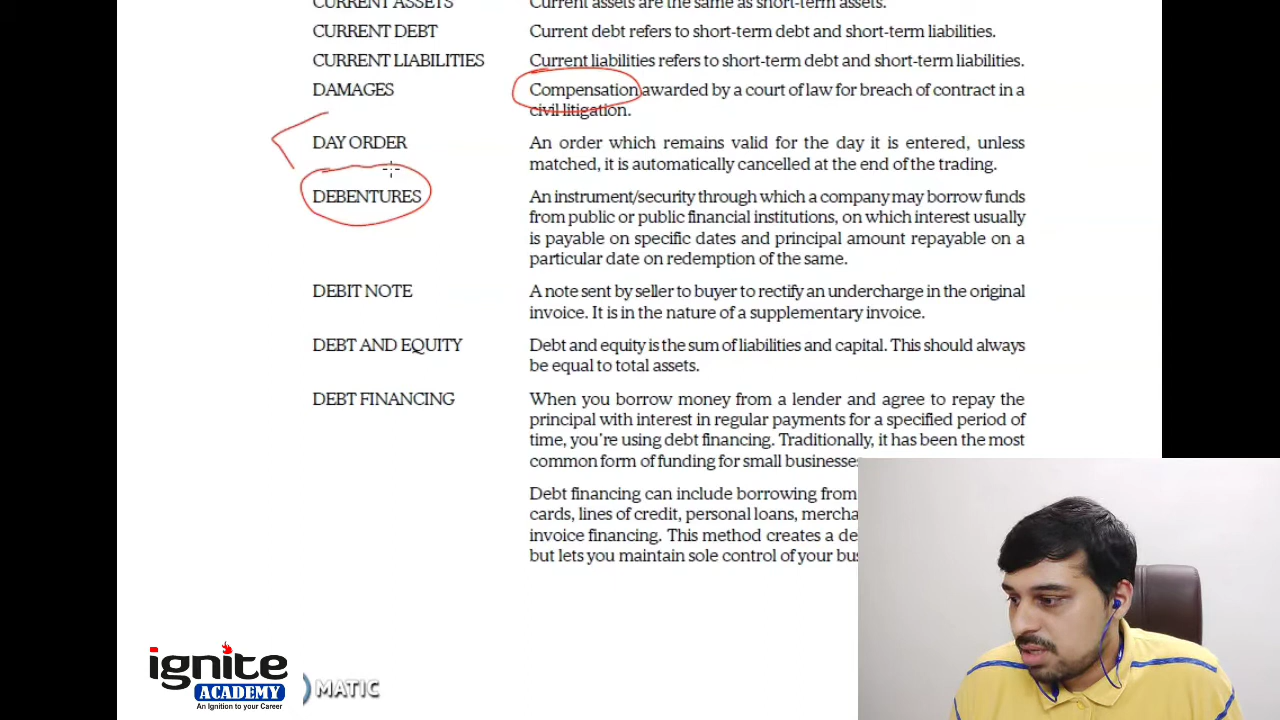 CURRENT ASSETS Current assets are the same as short-term assets.
CURRENT DEBT Current debt refers to short-term debt and short-term liabilities.
CURRENT LIABILITIES Current liabilities refers to short-term debt and short-term liabilities.
DAMAGES Compensation awarded by a court of law for breach of contract in a
civil litigation.
DAY ORDER An order which remains valid for the day it is entered, unless
matched, it is automatically cancelled at the end of the trading.
DEBENTURES An instrument/security through which a company may borrow funds
from public or public financial institutions, on which interest usually
is payable on specific dates and principal amount repayable on a
particular date on redemption of the same.
DEBIT NOTE A note sent by seller to buyer to rectify an undercharge in the original
invoice. It is in the nature of a supplementary invoice.
DEBT AND EQUITY Debt and equity is the sum of liabilities and capital. This should always
be equal to total assets.
DEBT FINANCING When you borrow money from a lender and agree to repay the
principal with interest in regular payments for a specified period of
time, you're using debt financing. Traditionally, it has been the most
common form of funding for small businesses
Debt financing can include borrowing from
cards, lines of credit, personal loans,
invoice financing. This method creates a
but lets you maintain sole control of your
ignite
ACADEMY
An Ignition to your Career
MATIC